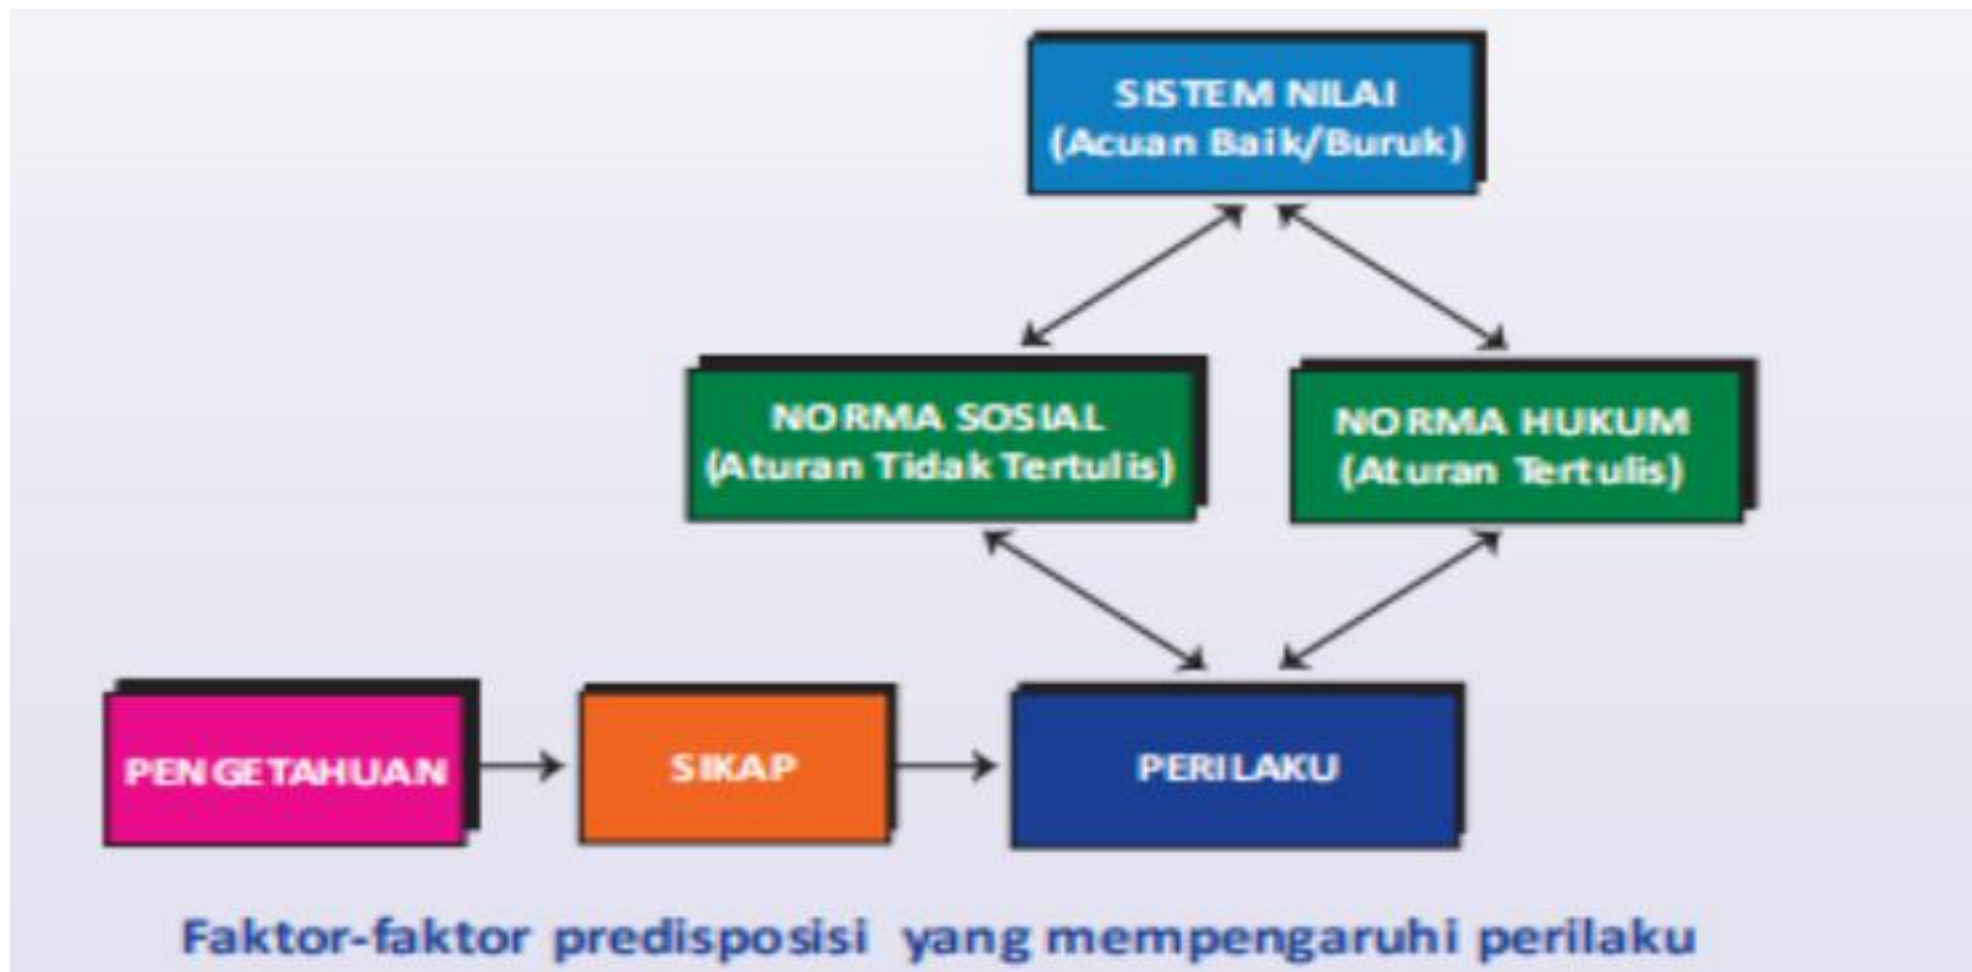 SISTEM NILAI
(Acuan Baik/Buruk)
NORMA SOSIAL
(Aturan Tidak Tertulis)
NORMA HUKUM
(Aturan Tertulis)
PENGETAHUAN
SIKAP
PERILAKU
Faktor-faktor predisposisi yang mempengaruhi perilaku